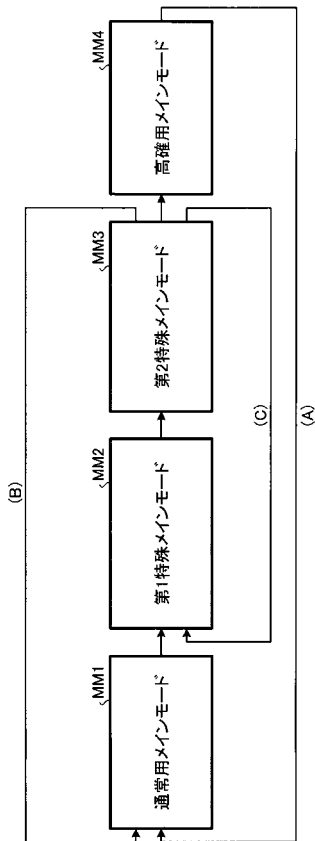 MM1
通常用メインモード
MM2
第1特殊メインモード
MM3
第2特殊メインモード
MM4
高確用メインモード
(B)
(C)
(A)